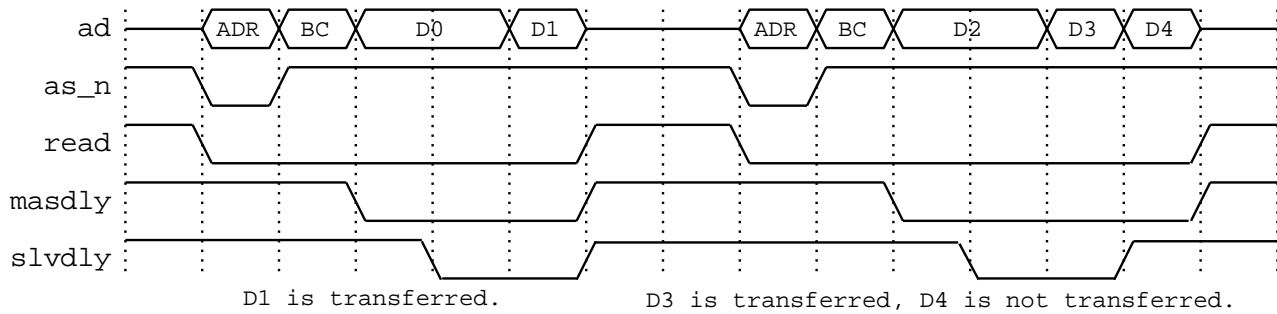 ad ADR BC D0 D1 ADR BC D2 D3 D4
as_n
read
masdly
slvdly
D1 is transferred. D3 is transferred, D4 is not transferred.